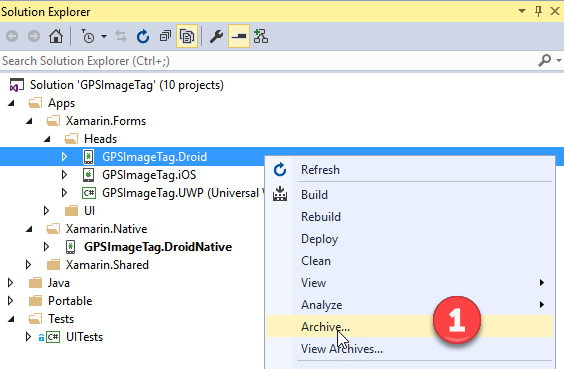 Solution Explorer
Search Solution Explorer (Ctrl+;)
Solution 'GPSImageTag' (10 projects)
Apps
Xamarin.Forms
Heads
GPSImageTag.Droid
GPSImageTag.iOS
GPSImageTag.UWP (Universal
UI
Xamarin.Native
GPSImageTag.DroidNative
Xamarin.Shared
Java
Portable
Tests
UITests
Refresh
Build
Rebuild
Deploy
Clean
View
Analyze
Archive...
View Archives...
1